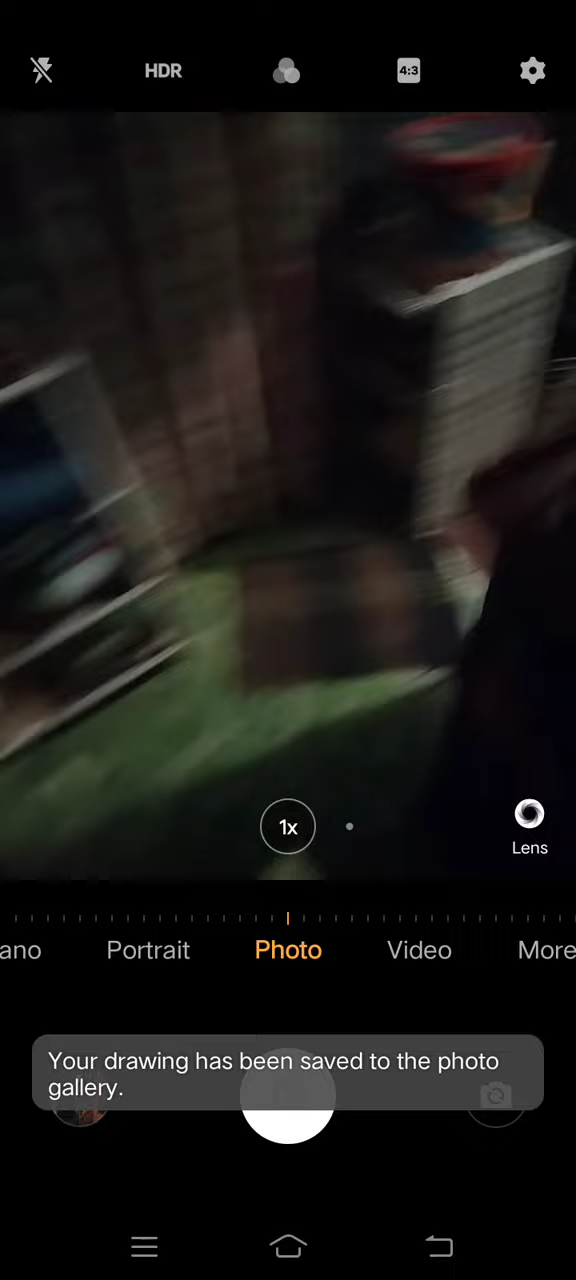 HDR
4:3
1x
Lens
ano
Portrait
Photo
Video
More
Your drawing has been saved to the photo
gallery.